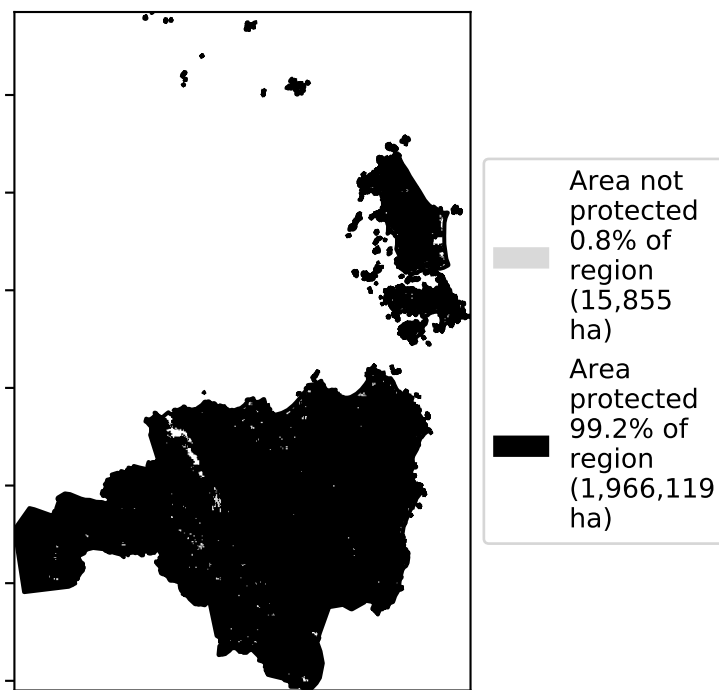 Area not
protected
0.8% of
region
(15,855
ha)
Area
protected
99.2% of
region
(1,966,119
ha)